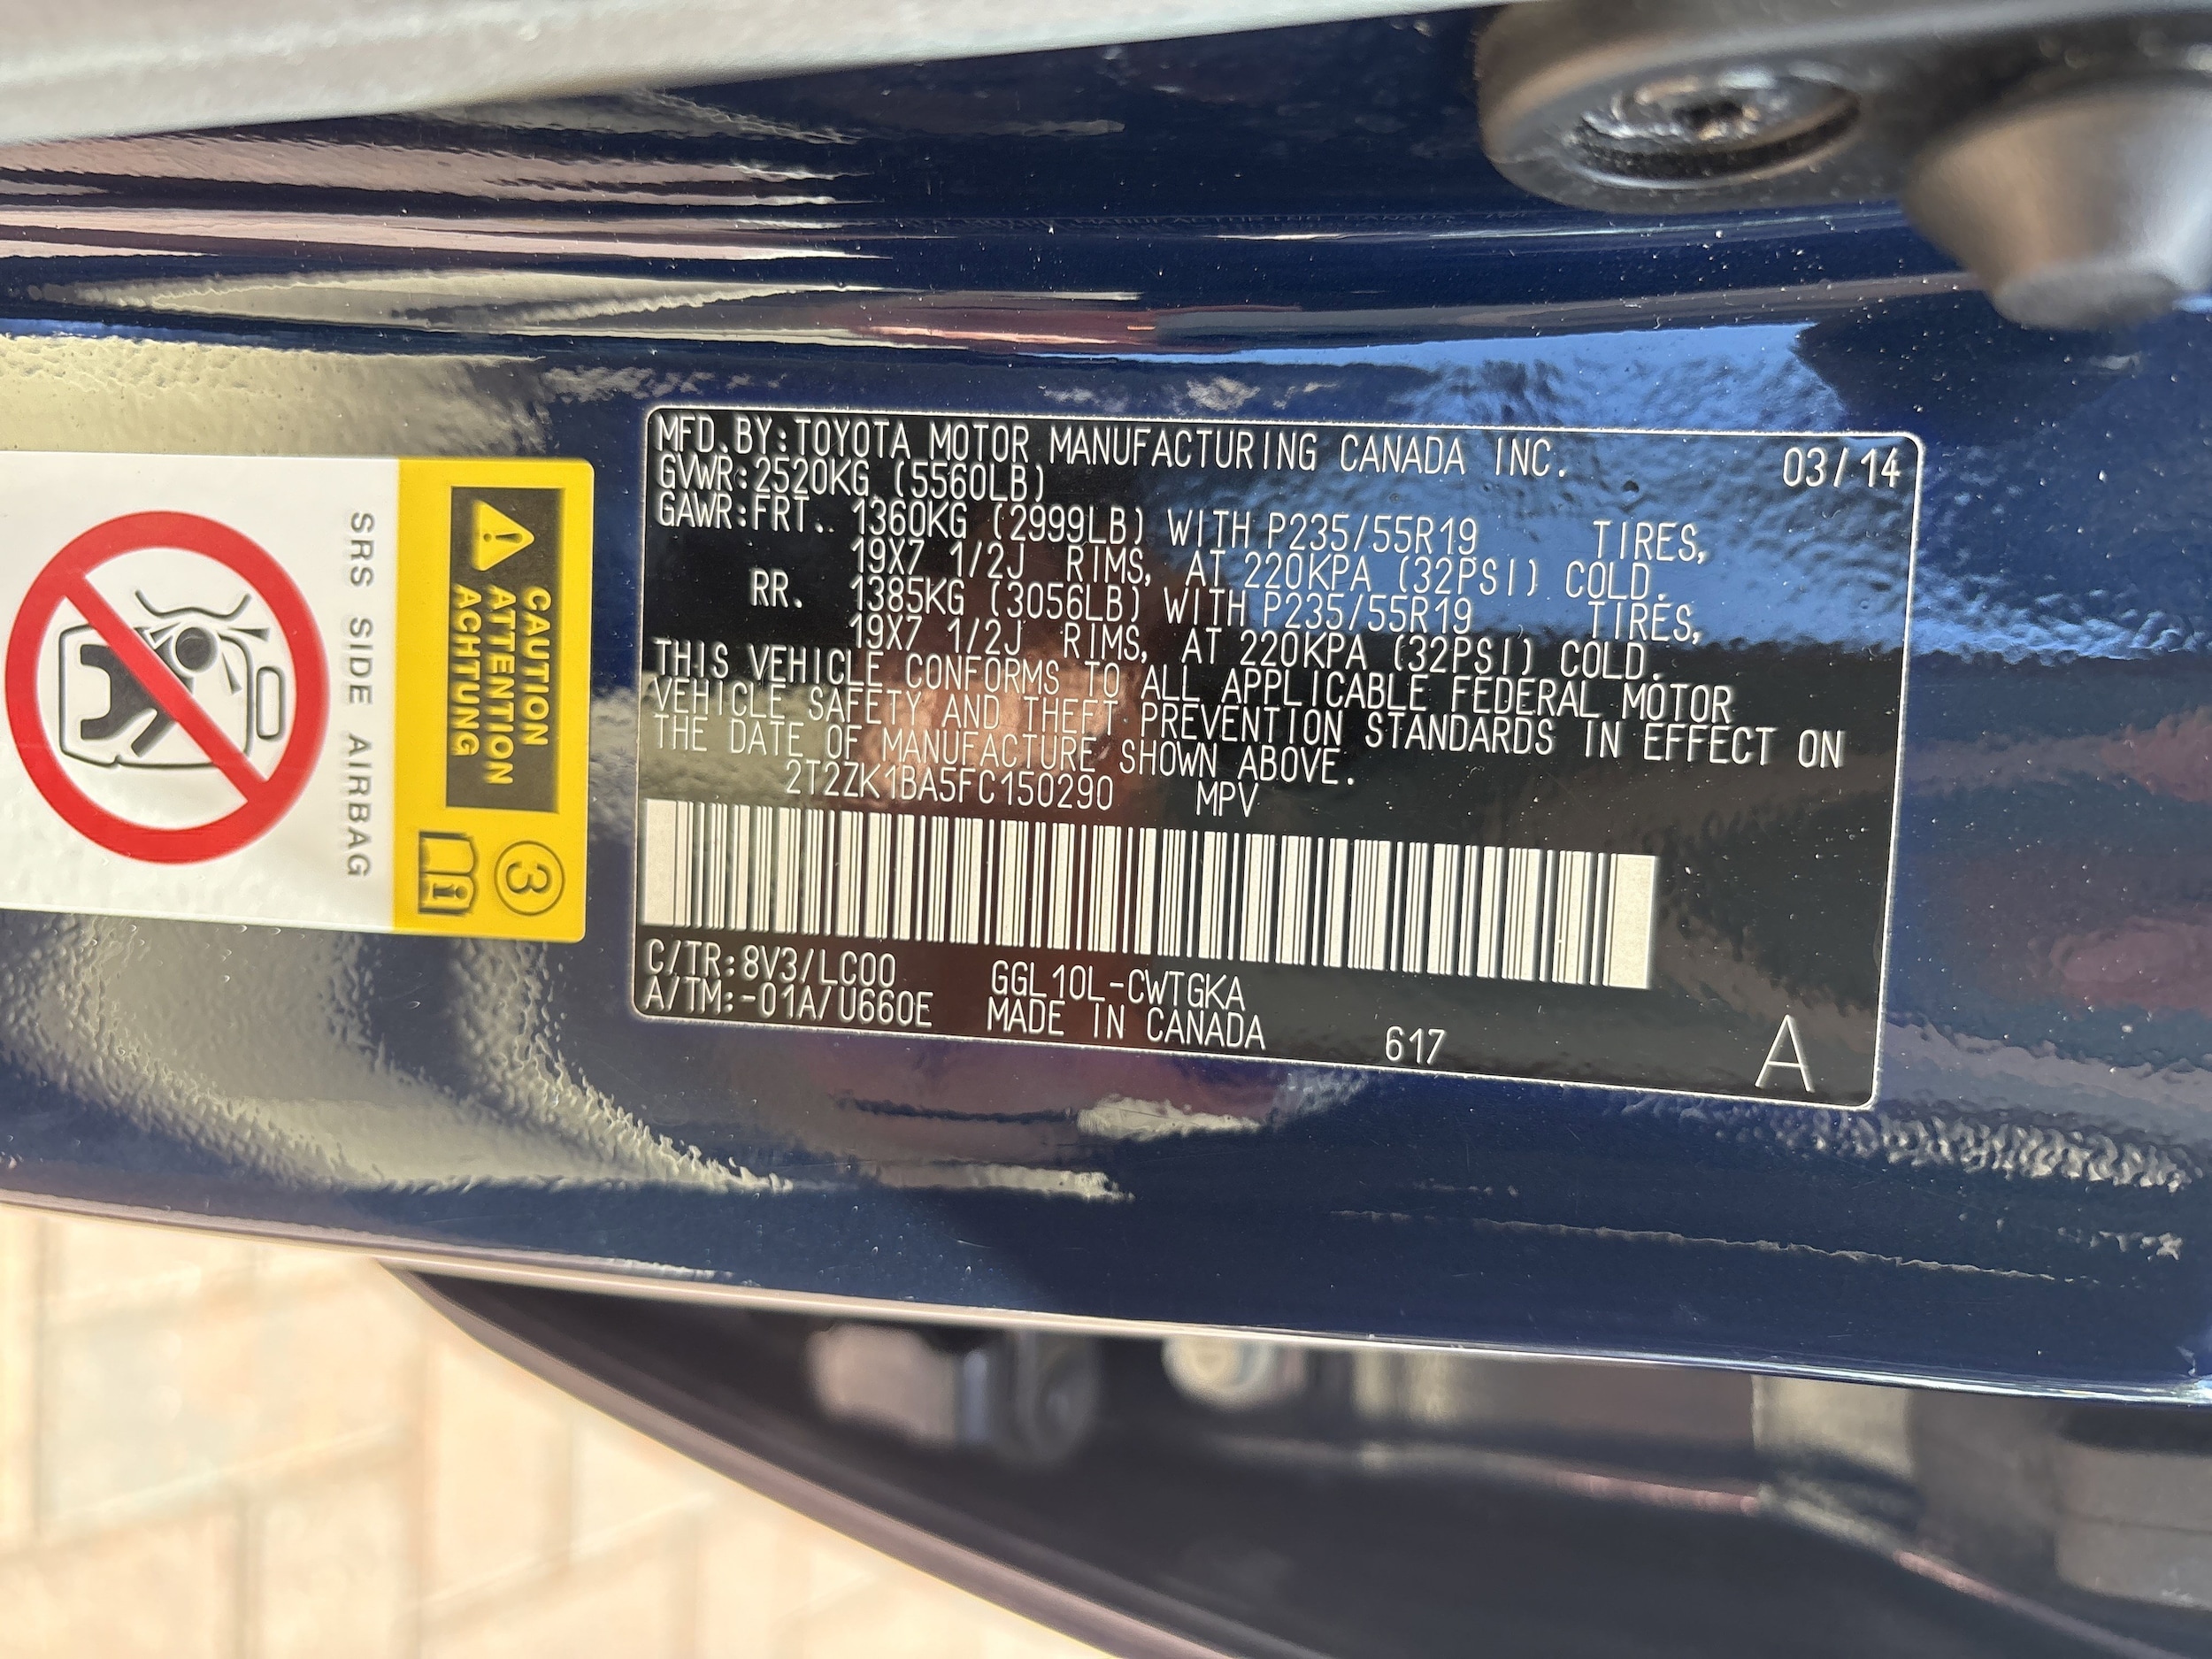 MFD.BY:TOYOTA MOTOR MANUFACTURING CANADA INC. 03/14
GVWR:2520KG (5560LB)
GAWR:FRT. 1360KG (2999LB) WITH P235/55R19 TIRES,
19X7 1/2J RIMS, AT 220KPA (32PSI) COLD.
RR. 1385KG (3056LB) WITH P235/55R19 TIRES,
19X7 1/2J RIMS, AT 220KPA (32PSI) COLD.
THIS VEHICLE CONFORMS TO ALL APPLICABLE FEDERAL MOTOR
VEHICLE SAFETY AND THEFT PREVENTION STANDARDS IN EFFECT ON
THE DATE OF MANUFACTURE SHOWN ABOVE.
2T2ZK1BA5FC150290 MPV
C/TR:8V3/LC00 GGL10L-CWTGKA
A/TM:-01A/U660E MADE IN CANADA 617 A
CAUTION
ATTENTION
ACHTUNG
3
i
SRS SIDE AIRBAG